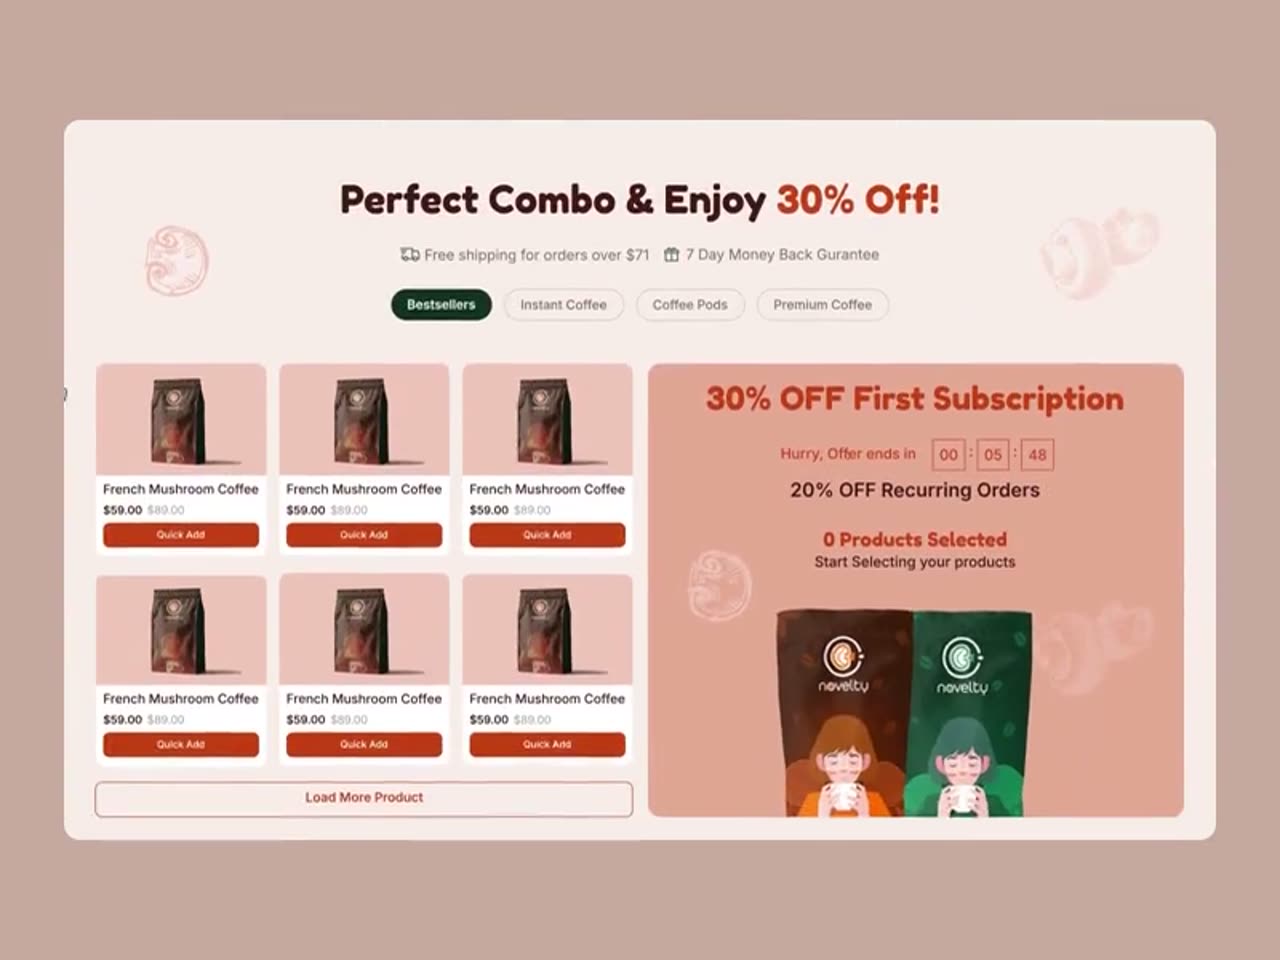 Perfect Combo & Enjoy 30% Off!
Free shipping for orders over $71 7 Day Money Back Gurantee
Bestsellers Instant Coffee Coffee Pods Premium Coffee
French Mushroom Coffee
$59.00 $89.00
Quick Add
French Mushroom Coffee
$59.00 $89.00
Quick Add
French Mushroom Coffee
$59.00 $89.00
Quick Add
French Mushroom Coffee
$59.00 $89.00
Quick Add
French Mushroom Coffee
$59.00 $89.00
Quick Add
French Mushroom Coffee
$59.00 $89.00
Quick Add
Load More Product
30% OFF First Subscription
Hurry, Offer ends in 00 : 05 : 48
20% OFF Recurring Orders
0 Products Selected
Start Selecting your products
novelty novelty